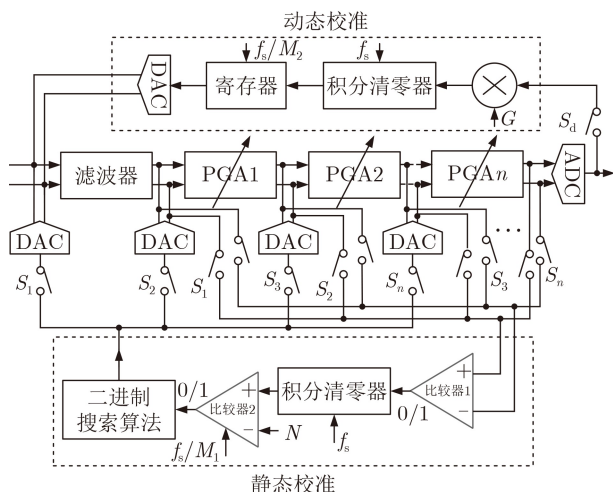 动态校准
f_s/M_2
f_s
DAC
寄存器
积分清零器
G
S_d
滤波器
PGA1
PGA2
PGAn
ADC
DAC
DAC
DAC
DAC
S_1
S_2
S_1
S_3
S_2
S_n
S_3
...
S_n
二进制
搜索算法
0/1
比较器2
+
−
积分清零器
0/1
比较器1
+
−
N
f_s/M_1
f_s
静态校准